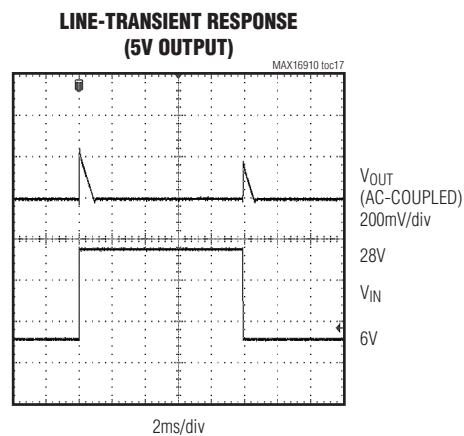 LINE-TRANSIENT RESPONSE
(5V OUTPUT)
MAX16910 toc17
VOUT
(AC-COUPLED)
200mV/div
28V
VIN
6V
2ms/div